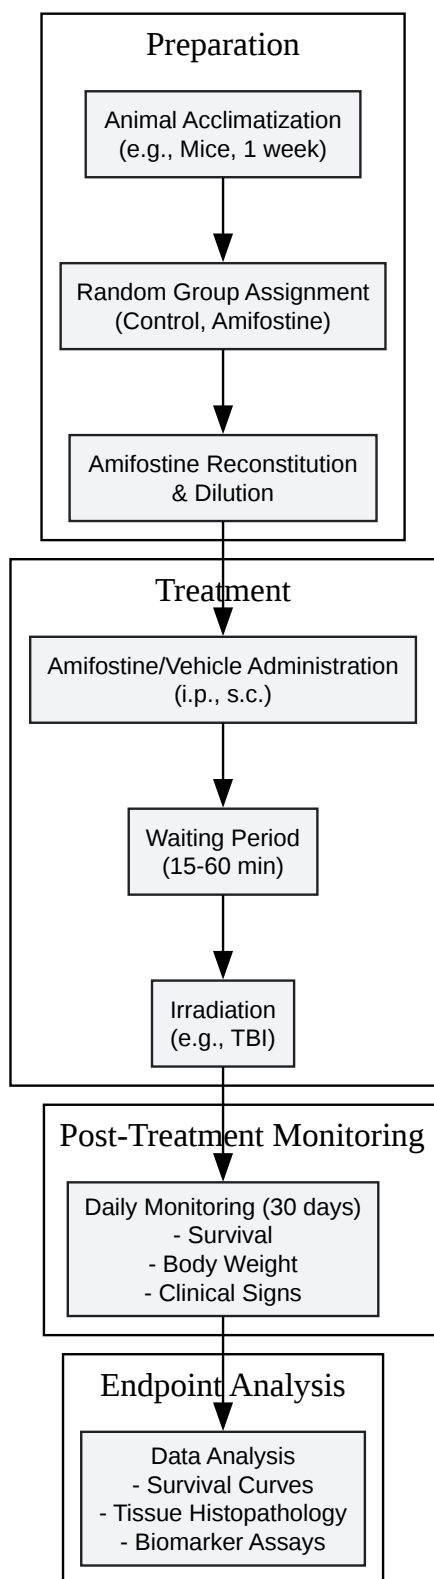 Preparation
Animal Acclimatization
(e.g., Mice, 1 week)
Random Group Assignment
(Control, Amifostine)
Amifostine Reconstitution
& Dilution
Treatment
Amifostine/Vehicle Administration
(i.p., s.c.)
Waiting Period
(15-60 min)
Irradiation
(e.g., TBI)
Post-Treatment Monitoring
Daily Monitoring (30 days)
- Survival
- Body Weight
- Clinical Signs
Endpoint Analysis
Data Analysis
- Survival Curves
- Tissue Histopathology
- Biomarker Assays